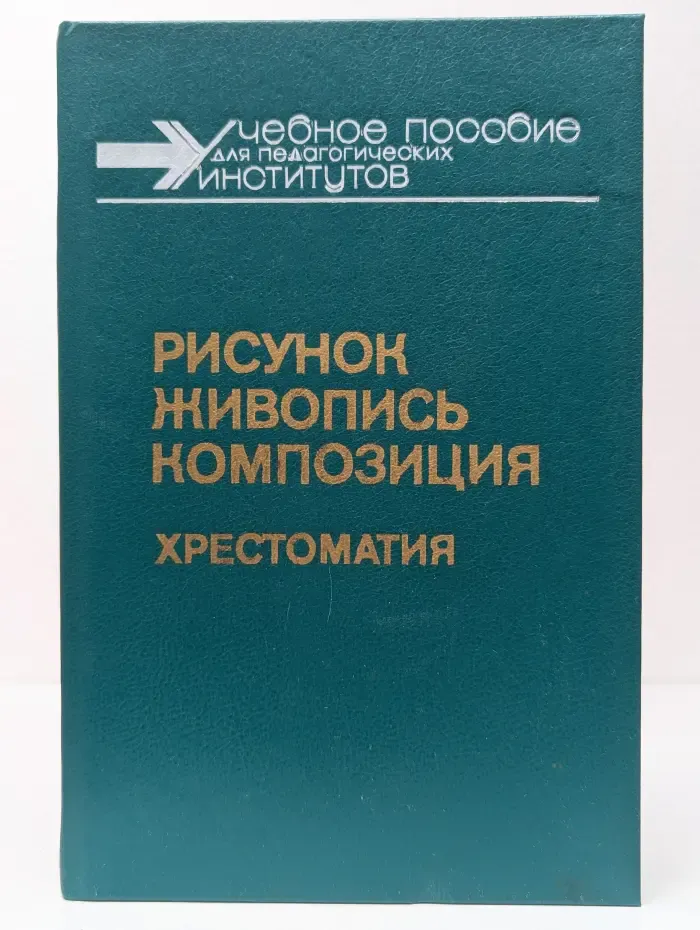 Учебное пособие
для педагогических
институтов
РИСУНОК
ЖИВОПИСЬ
КОМПОЗИЦИЯ
ХРЕСТОМАТИЯ